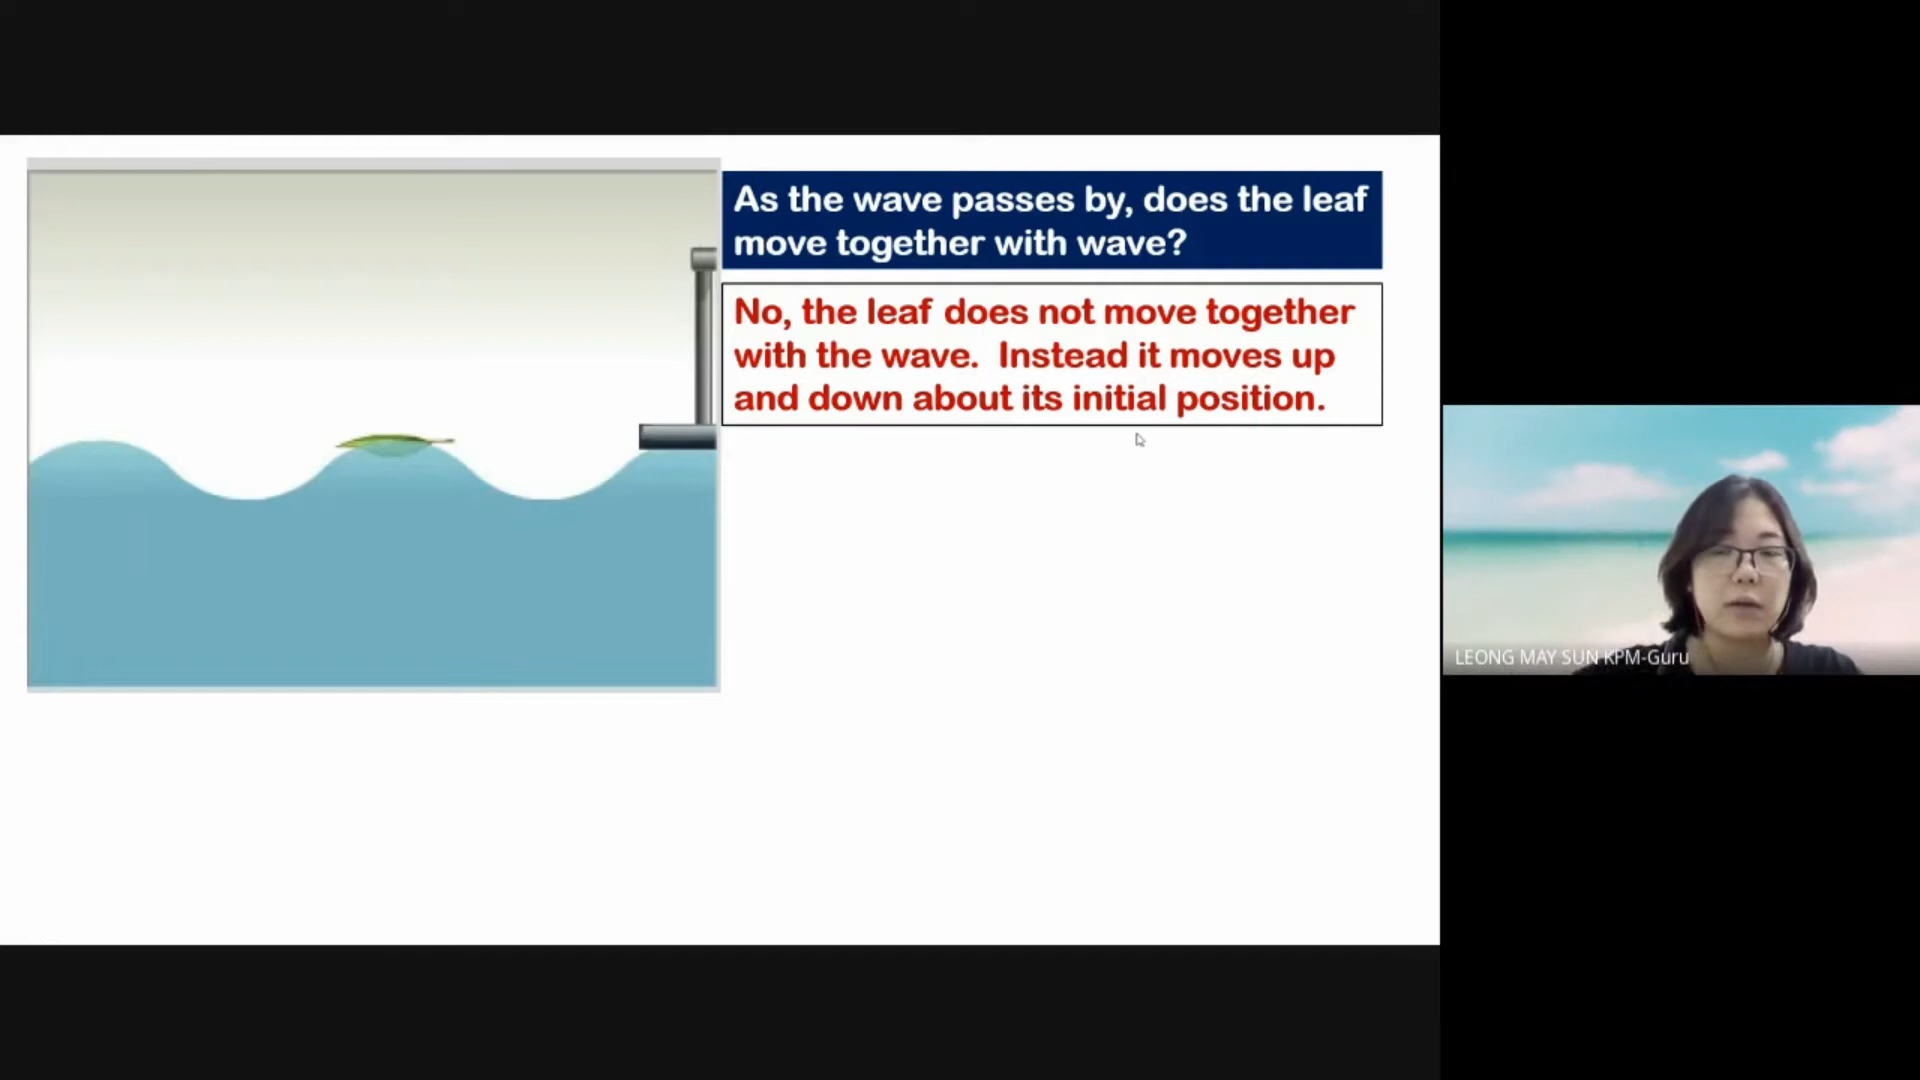 As the wave passes by, does the leaf
move together with wave?
No, the leaf does not move together
with the wave. Instead it moves up
and down about its initial position.
LEONG MAY SUN KPM-Guru